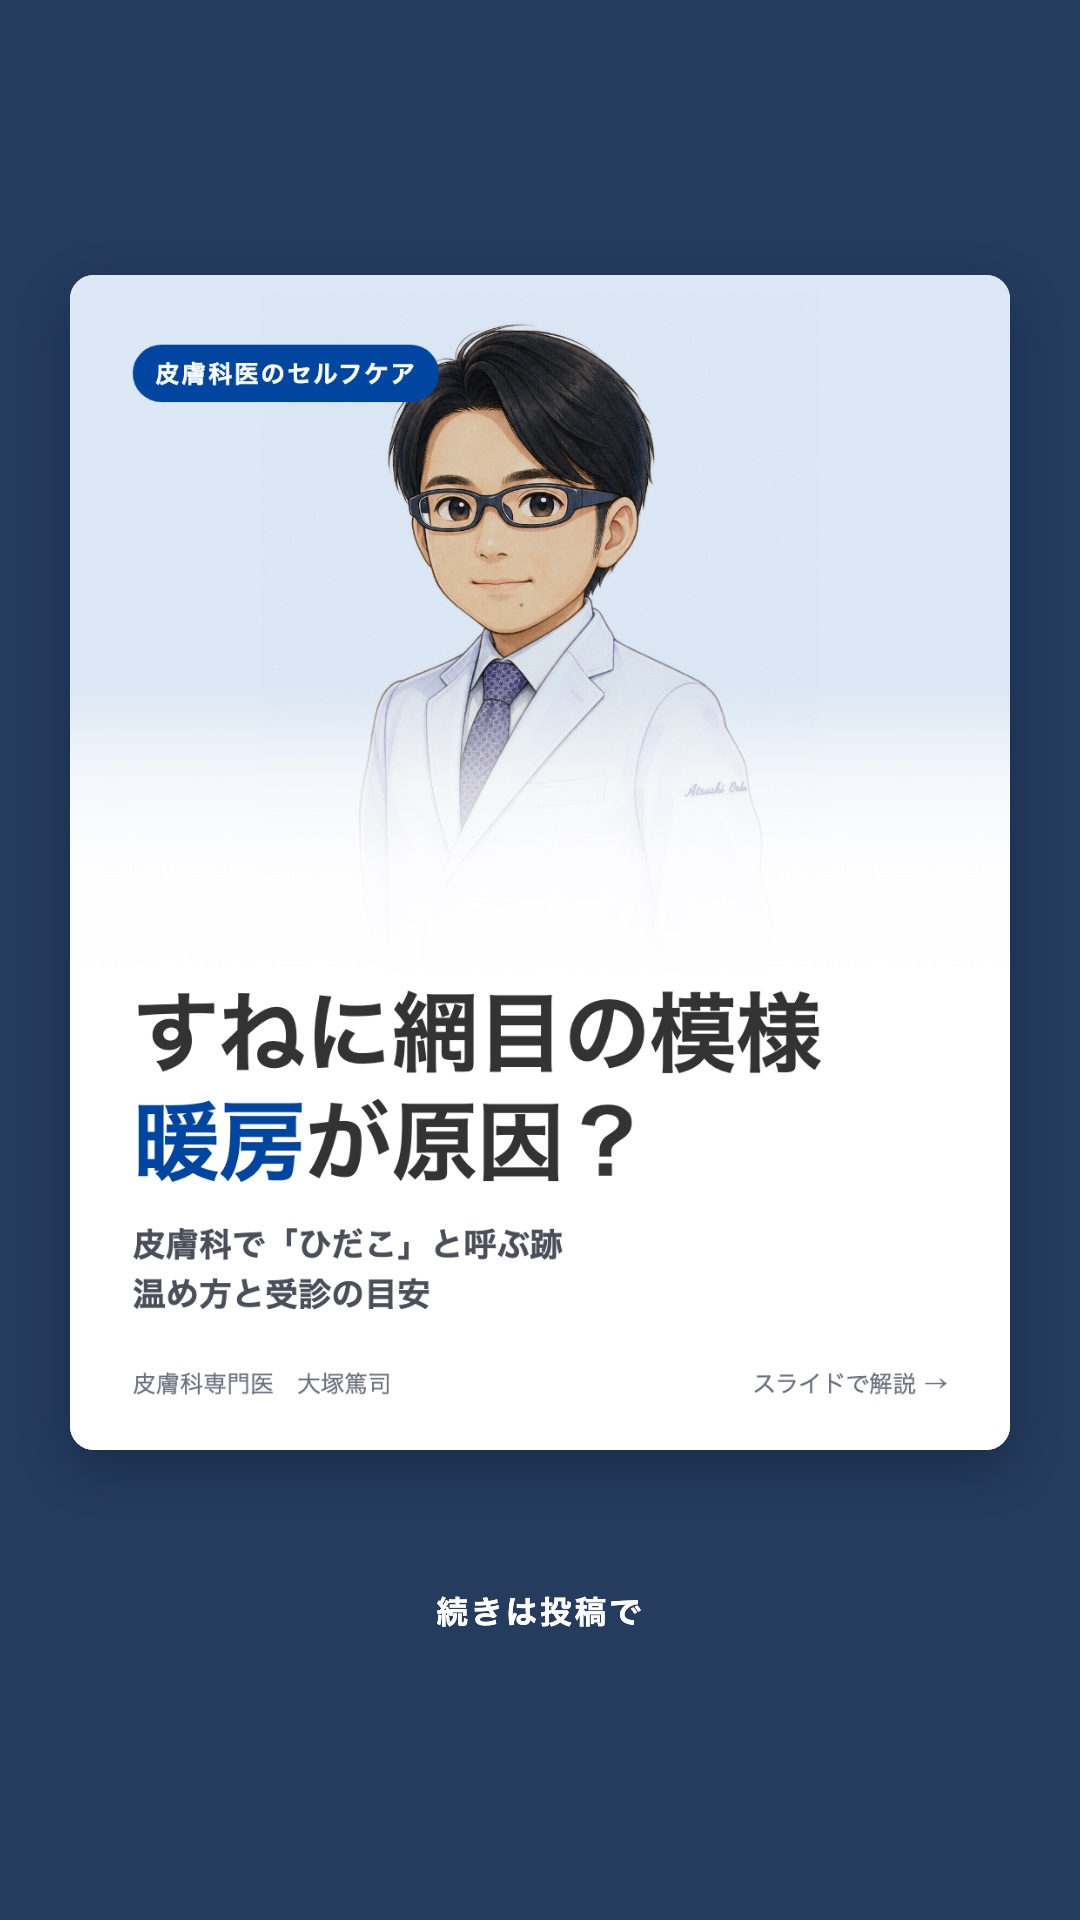 皮膚科医のセルフケア
Atsushi
すねに網目の模様
暖房が原因？
皮膚科で「ひだこ」と呼ぶ跡
温め方と受診の目安
皮膚科専門医　大塚篤司
スライドで解説 →
続きは投稿で